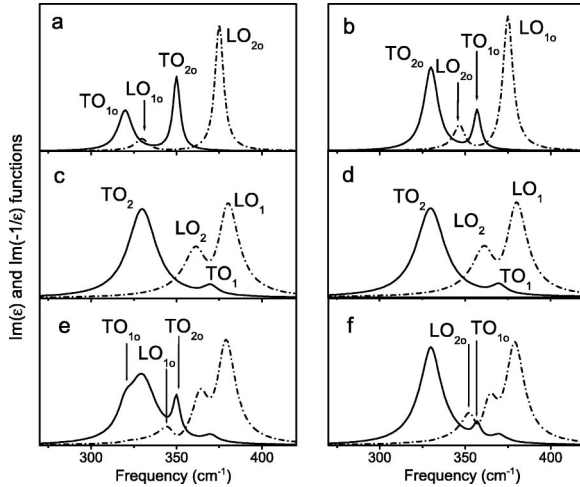 Im(ε) and Im(-1/ε) functions
a
TO₁ₒ
LO₁ₒ
TO₂ₒ
LO₂ₒ
b
TO₂ₒ
LO₂ₒ
TO₁ₒ
LO₁ₒ
c
TO₂
LO₂
LO₁
TO₁
d
TO₂
LO₂
LO₁
TO₁
e
TO₁ₒ
LO₁ₒ
TO₂ₒ
f
LO₂ₒ
TO₁ₒ
300 350 400
300 350 400
Frequency (cm⁻¹)
Frequency (cm⁻¹)